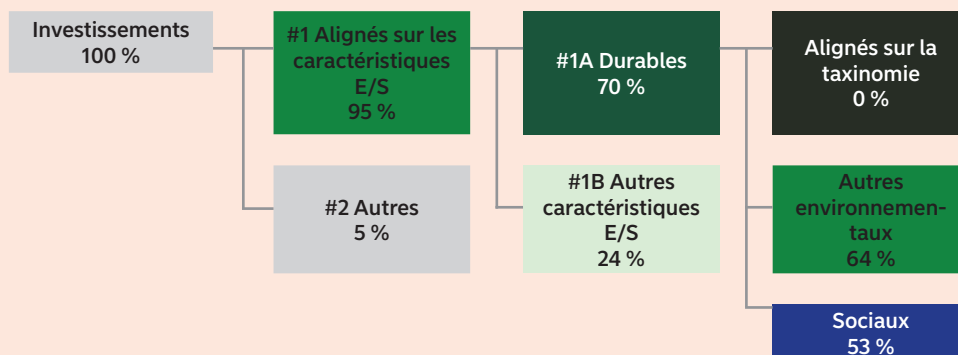 Investissements
100 %
#1 Alignés sur les
caractéristiques
E/S
95 %
#1A Durables
70 %
Alignés sur la
taxinomie
0 %
#2 Autres
5 %
#1B Autres
caractéristiques
E/S
24 %
Autres
environnemen-
taux
64 %
Sociaux
53 %